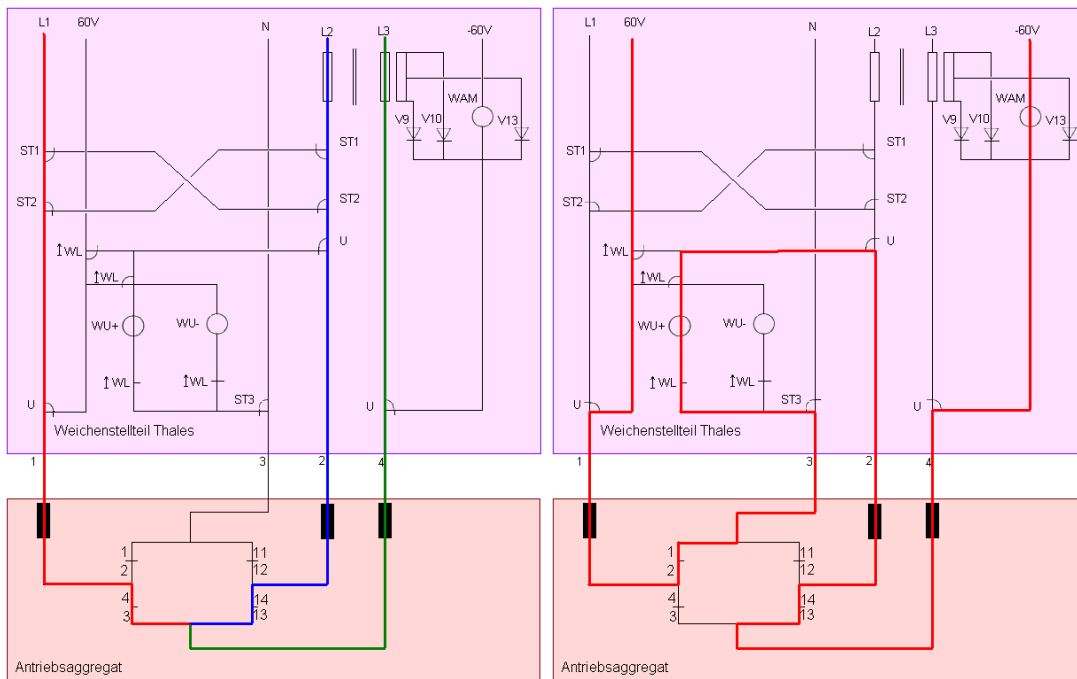 L1 60V N L2 L3 -60V
WAM
V9 V10 V13
ST1 ST1
ST2 ST2
U
↑WL
↑WL
WU+ WU-
↑WL ↑WL
ST3
U U
Weichenstellteil Thales
1 3 2 4
1 11
2 12
4 14
3 13
Antriebsaggregat
L1 60V N L2 L3 -60V
WAM
V9 V10 V13
ST1 ST1
ST2 ST2
U
↑WL
↑WL
WU+ WU-
↑WL ↑WL
ST3
U U
Weichenstellteil Thales
1 3 2 4
1 11
2 12
4 14
3 13
Antriebsaggregat